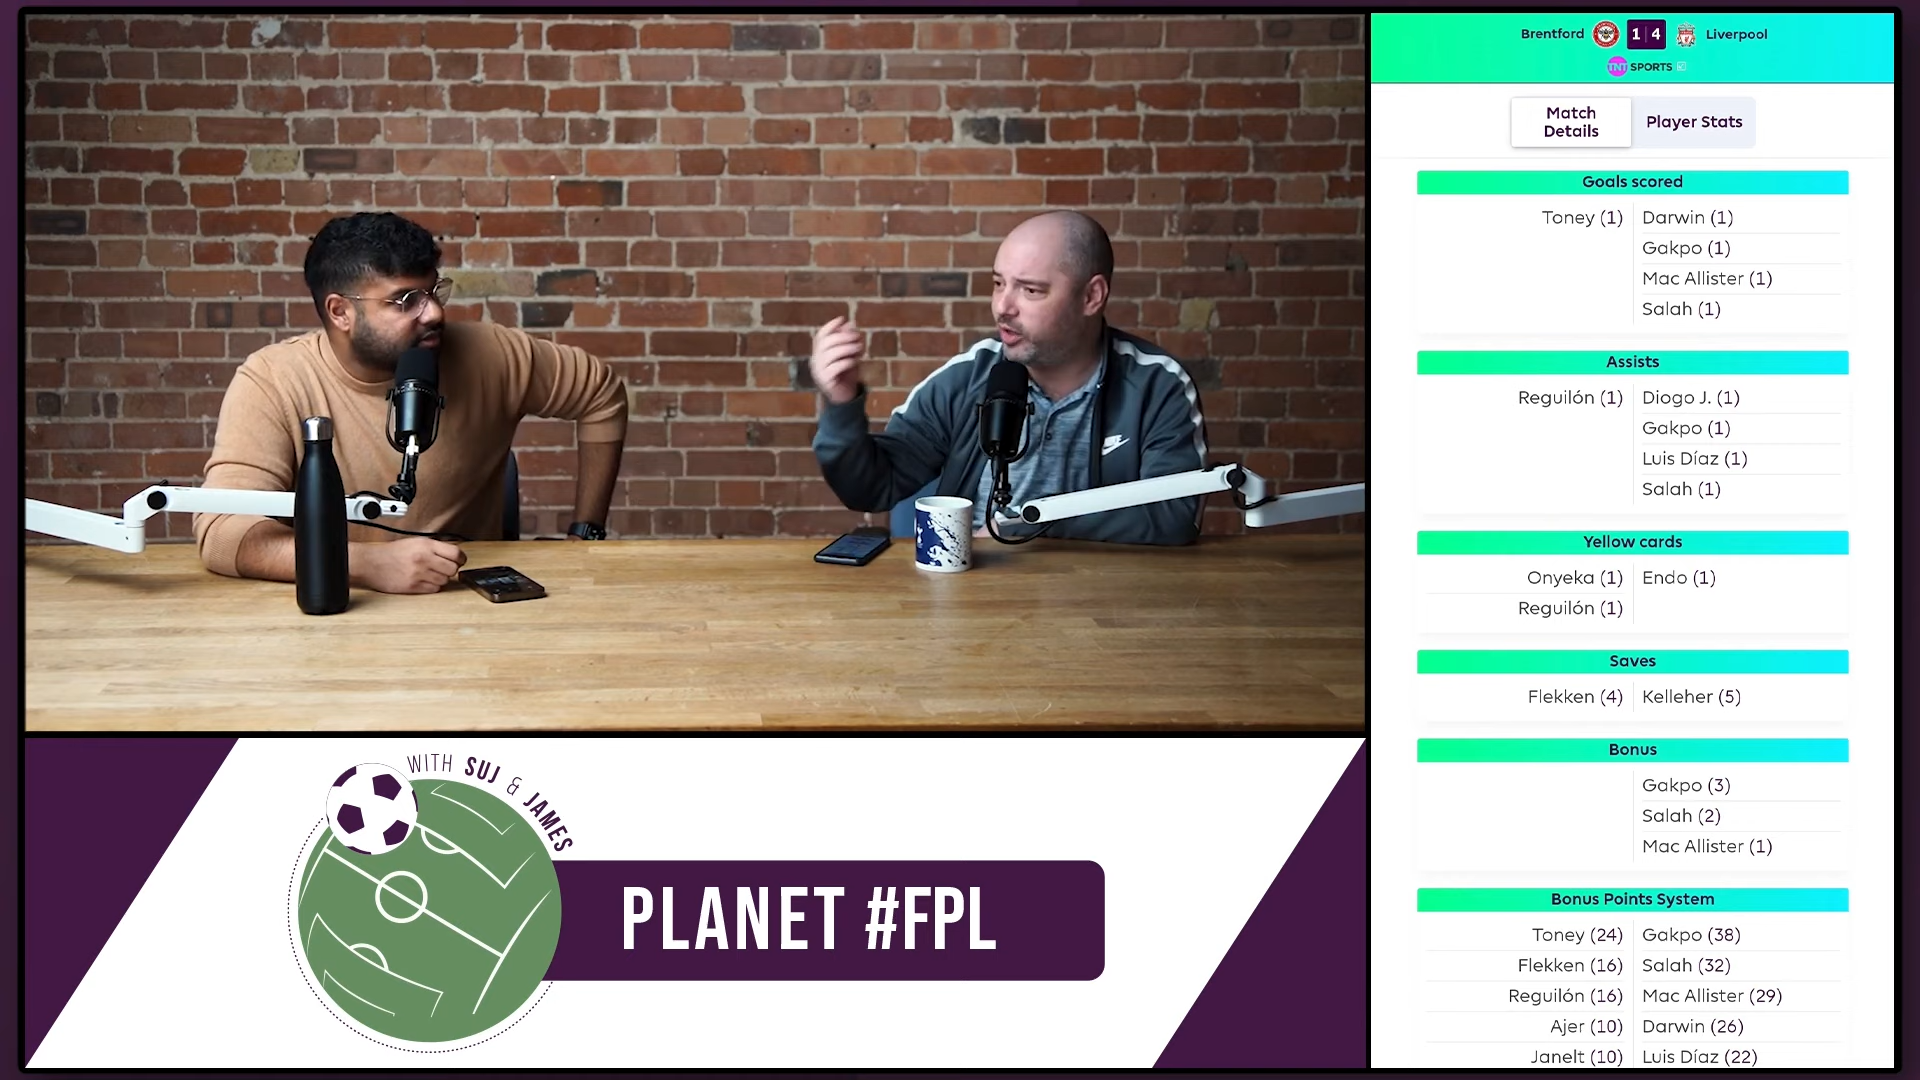 Brentford 1 | 4 Liverpool
TNT SPORTS
Match
Details
Player Stats
Goals scored
Toney (1)
Darwin (1)
Gakpo (1)
Mac Allister (1)
Salah (1)
Assists
Reguilón (1)
Diogo J. (1)
Gakpo (1)
Luis Díaz (1)
Salah (1)
Yellow cards
Onyeka (1)
Reguilón (1)
Endo (1)
Saves
Flekken (4)
Kelleher (5)
Bonus
Gakpo (3)
Salah (2)
Mac Allister (1)
Bonus Points System
Toney (24)
Flekken (16)
Reguilón (16)
Ajer (10)
Janelt (10)
Gakpo (38)
Salah (32)
Mac Allister (29)
Darwin (26)
Luis Díaz (22)
WITH SUJ & JAMES
PLANET #FPL